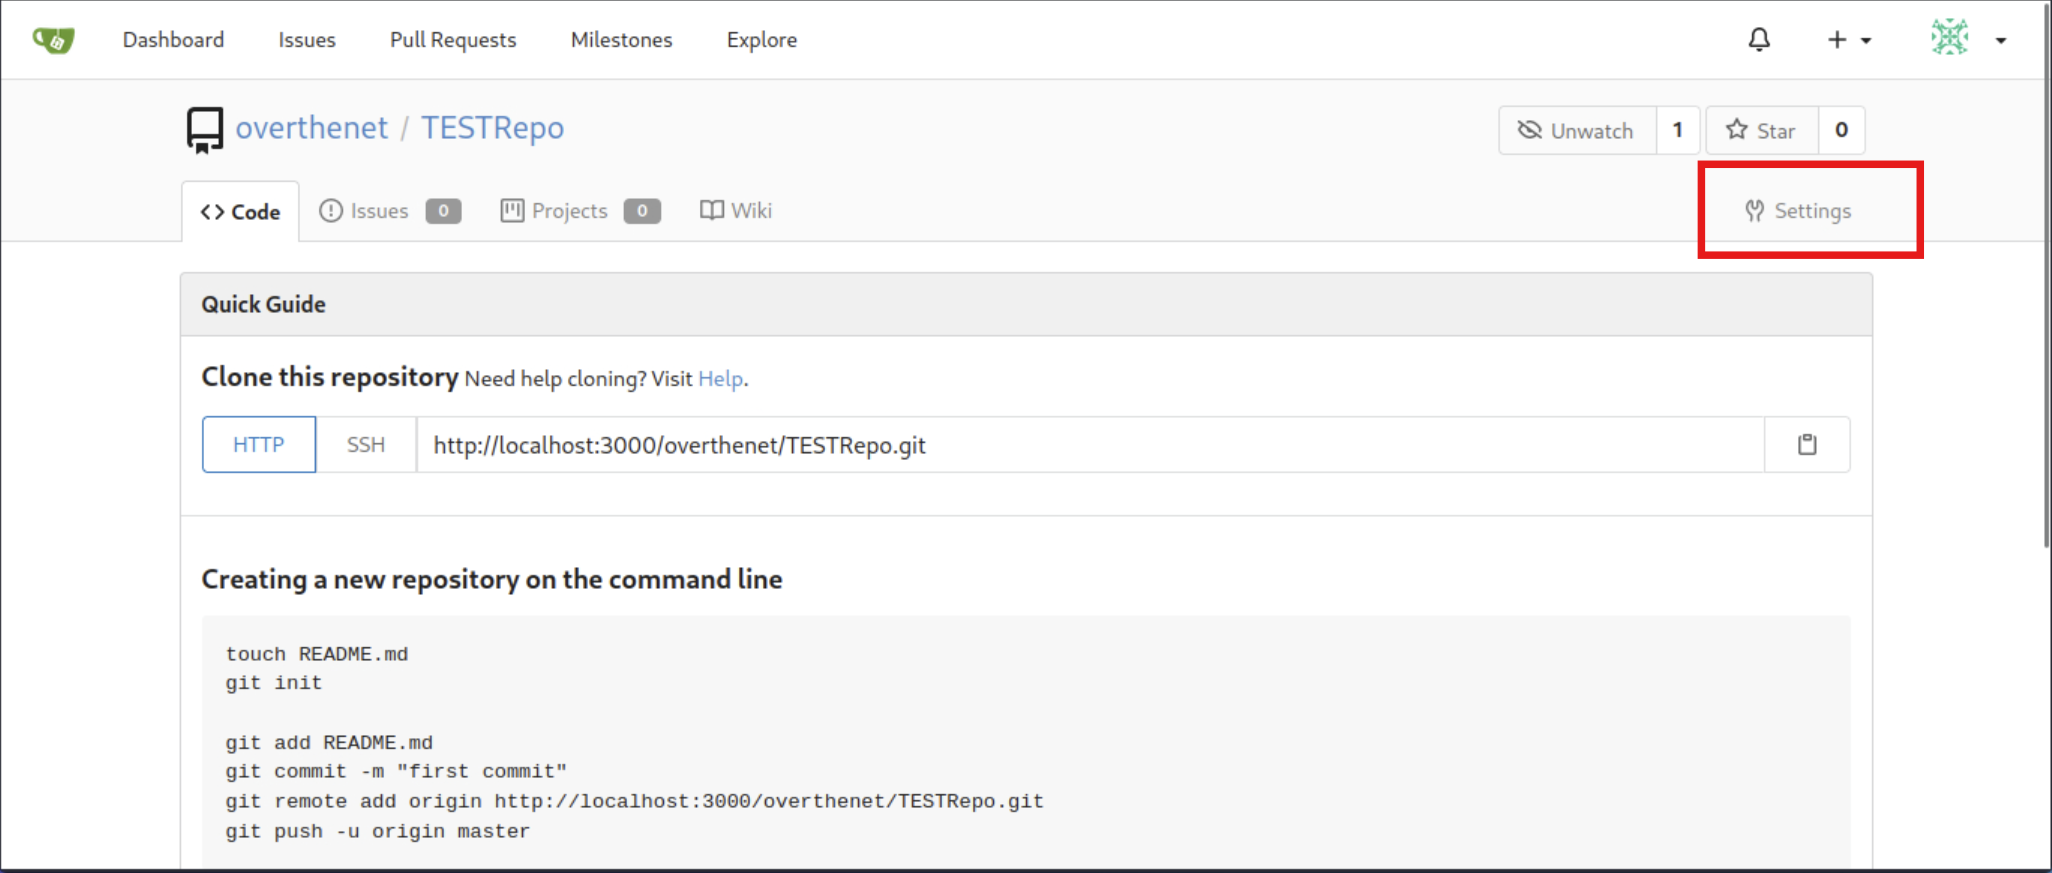 Dashboard Issues Pull Requests Milestones Explore
overthenet / TESTRepo
Unwatch 1 Star 0
<> Code Issues 0 Projects 0 Wiki Settings
Quick Guide
Clone this repository Need help cloning? Visit Help.
HTTP SSH http://localhost:3000/overthenet/TESTRepo.git
Creating a new repository on the command line
touch README.md
git init
git add README.md
git commit -m "first commit"
git remote add origin http://localhost:3000/overthenet/TESTRepo.git
git push -u origin master